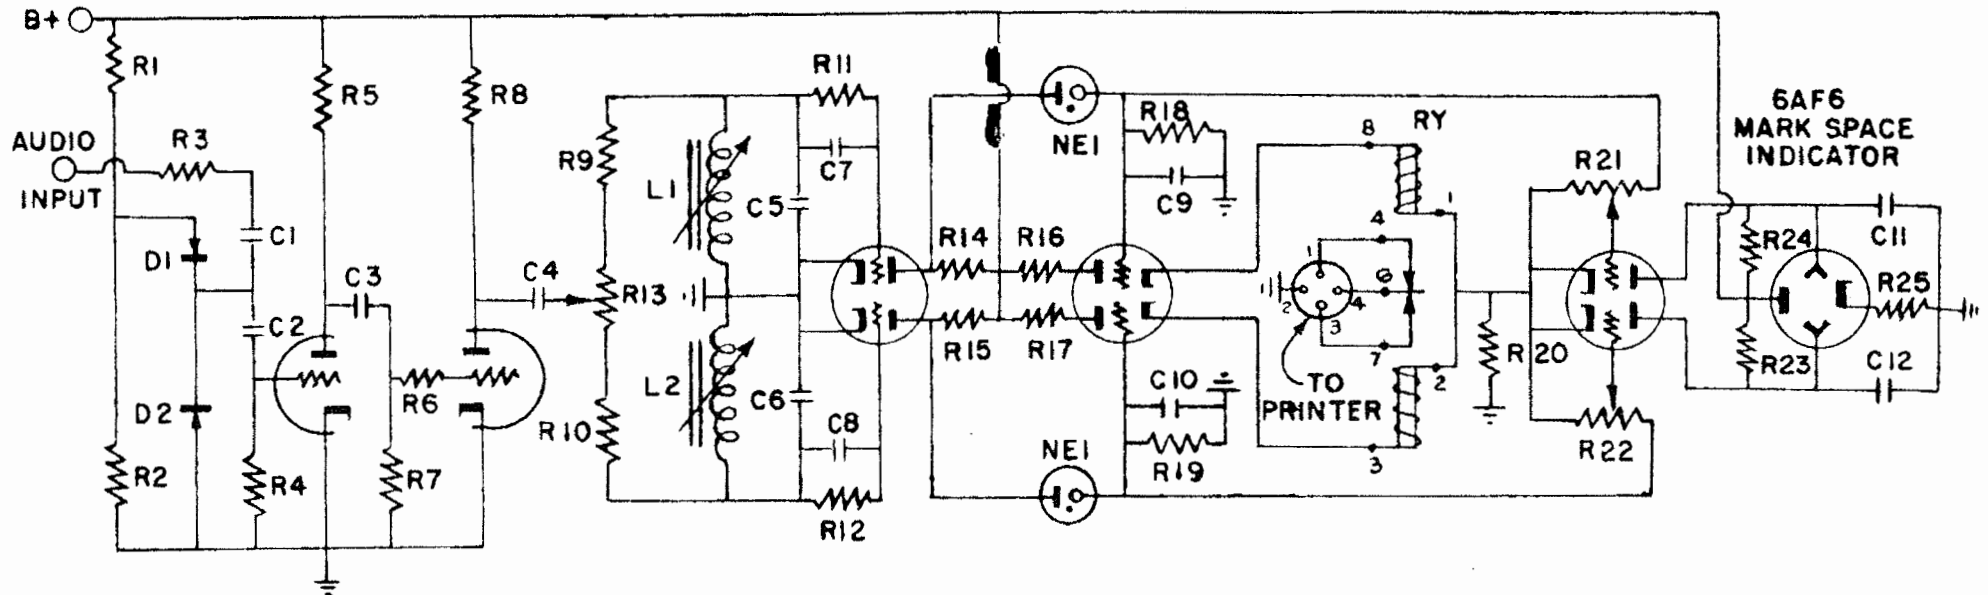 B+
R1
R5
R8
R11
R18
8
RY
6AF6
MARK SPACE
INDICATOR
AUDIO
INPUT
R3
R9
L1
C7
NE1
C9
R21
C1
D1
C3
C4
R13
C5
R14
R16
4
1
1
6
2
4
3
7
R24
C11
R25
C2
R6
L2
C6
R15
R17
C10
TO
PRINTER
2
R20
R23
C12
D2
R10
C8
R2
R4
R7
R12
NE1
R19
3
R22